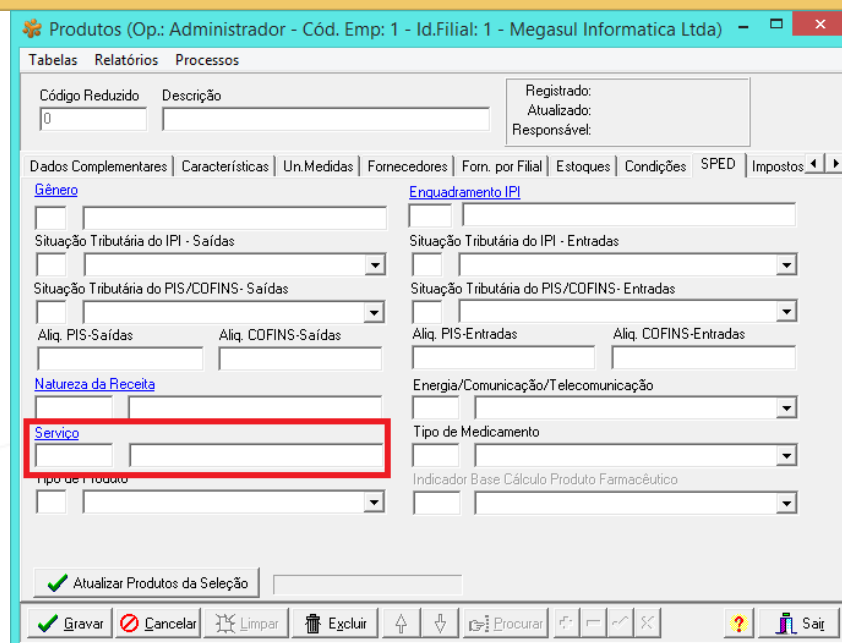 Produtos (Op.: Administrador - Cód. Emp: 1 - Id.Filial: 1 - Megasul Informatica Ltda)
Tabelas Relatórios Processos
Código Reduzido Descrição
0
Registrado:
Atualizado:
Responsável:
Dados Complementares Características Un.Medidas Fornecedores Forn. por Filial Estoques Condições SPED Impostos
Gênero Enquadramento IPI
Situação Tributária do IPI - Saídas Situação Tributária do IPI - Entradas
Situação Tributária do PIS/COFINS- Saídas Situação Tributária do PIS/COFINS- Entradas
Aliq. PIS-Saídas Aliq. COFINS-Saídas Aliq. PIS-Entradas Aliq. COFINS-Entradas
Natureza da Receita Energia/Comunicação/Telecomunicação
Serviço Tipo de Medicamento
Tipo de Produto Indicador Base Cálculo Produto Farmacêutico
Atualizar Produtos da Seleção
Gravar Cancelar Limpar Excluir Procurar Sair